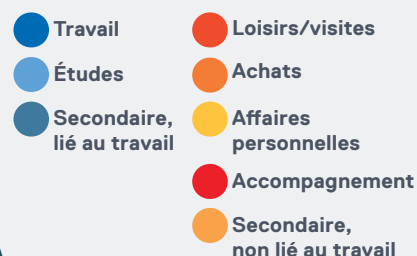 Travail
Études
Secondaire,
lié au travail
Loisirs/visites
Achats
Affaires
personnelles
Accompagnement
Secondaire,
non lié au travail